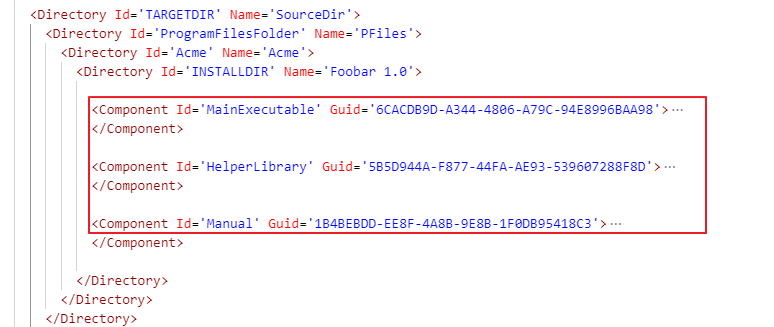 <Directory Id='TARGETDIR' Name='SourceDir'>
<Directory Id='ProgramFilesFolder' Name='PFiles'>
<Directory Id='Acme' Name='Acme'>
<Directory Id='INSTALLDIR' Name='Foobar 1.0'>
<Component Id='MainExecutable' Guid='6CACDB9D-A344-4806-A79C-94E8996BAA98'>···
</Component>
<Component Id='HelperLibrary' Guid='5B5D944A-F877-44FA-AE93-539607288F8D'>···
</Component>
<Component Id='Manual' Guid='1B4BEBDD-EE8F-4A8B-9E8B-1F0DB95418C3'>···
</Component>
</Directory>
</Directory>
</Directory>